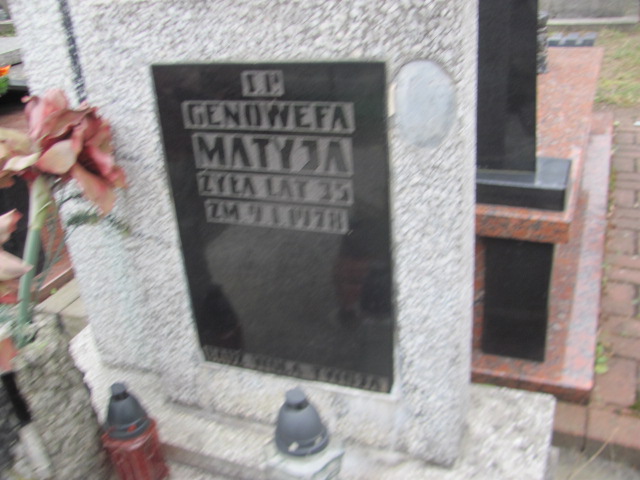 Ś.P.
GENOWEFA
MATYJA
ŻYŁA LAT 35
ZM. 9.I.1978